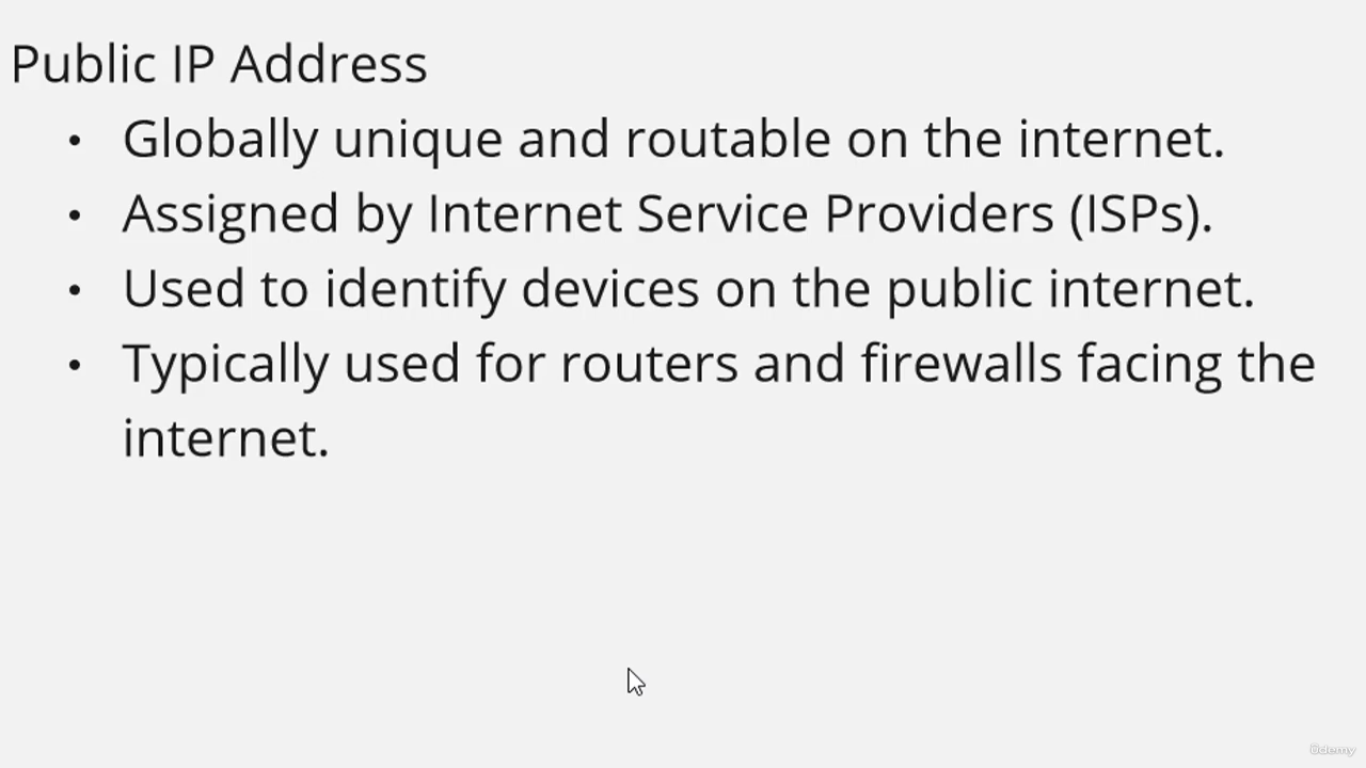 Public IP Address
• Globally unique and routable on the internet.
• Assigned by Internet Service Providers (ISPs).
• Used to identify devices on the public internet.
• Typically used for routers and firewalls facing the
internet.
Udemy